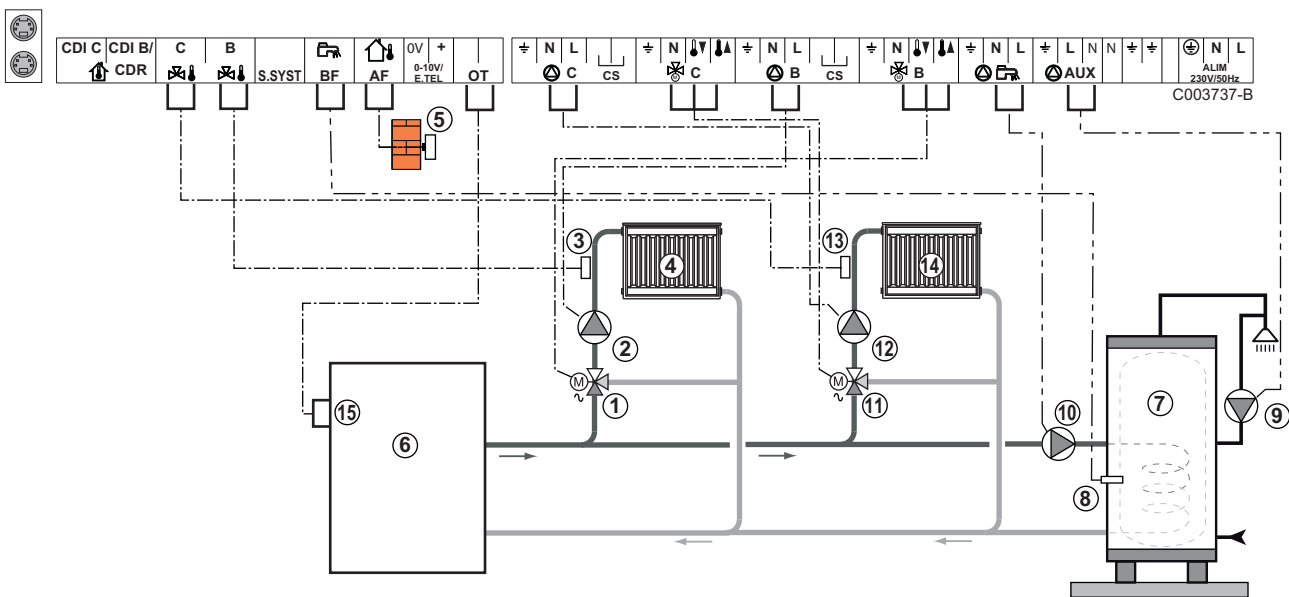 CDI C CDI B/ C B 0V + N L N N L N N L L N N N L
CDR S.SYST BF AF 0-10V/ OT C CS C B CS B AUX ALIM
E.TEL 230V/50Hz
M M
C003737-B
5
3 13
4 14
2 12
M M
1 11
15
6
10
7
9
8